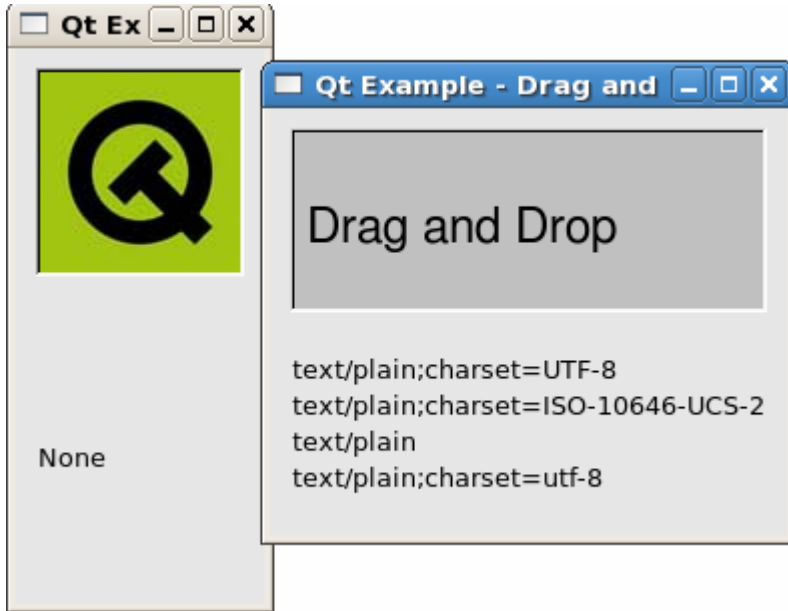 Qt Ex
None
Qt Example - Drag and
Drag and Drop
text/plain;charset=UTF-8
text/plain;charset=ISO-10646-UCS-2
text/plain
text/plain;charset=utf-8